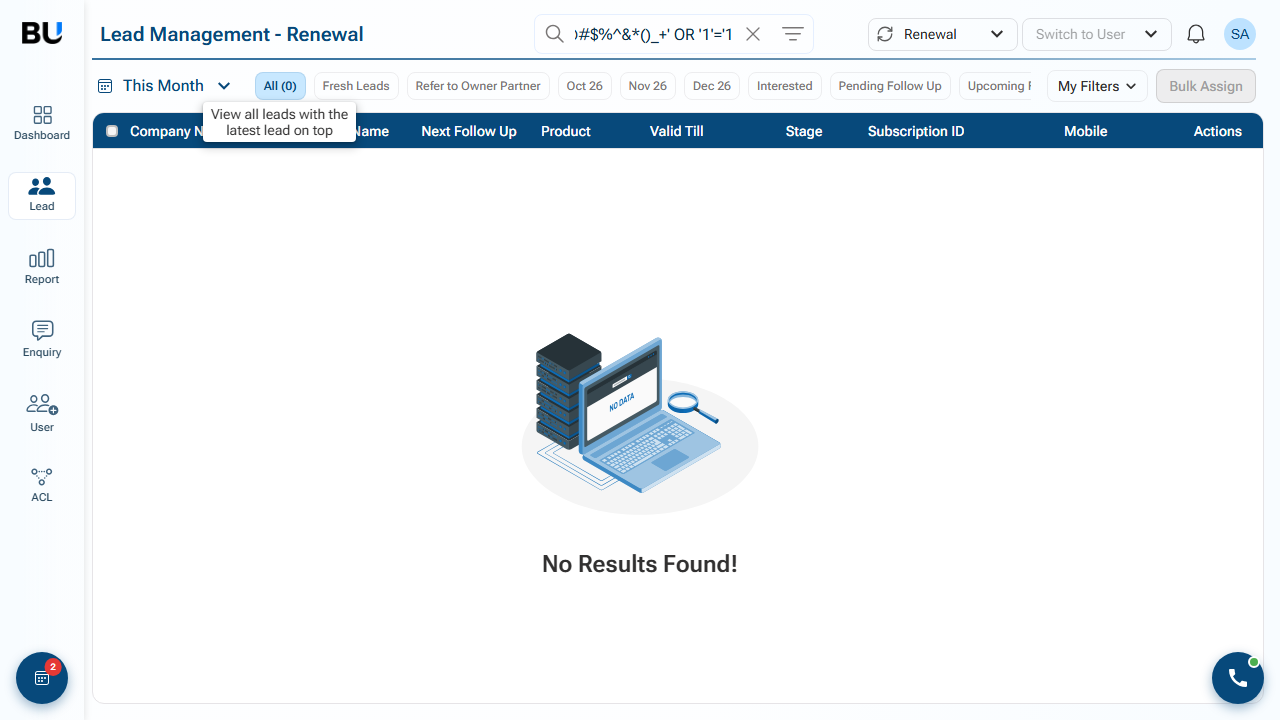 BU
Lead Management - Renewal
#$%^&*()_+' OR '1'='1
Renewal
Switch to User
SA
This Month
All (0)
Fresh Leads
Refer to Owner Partner
Oct 26
Nov 26
Dec 26
Interested
Pending Follow Up
Upcoming
My Filters
Bulk Assign
View all leads with the
latest lead on top
Company N
Name
Next Follow Up
Product
Valid Till
Stage
Subscription ID
Mobile
Actions
Dashboard
Lead
Report
Enquiry
User
ACL
NO DATA
No Results Found!
2